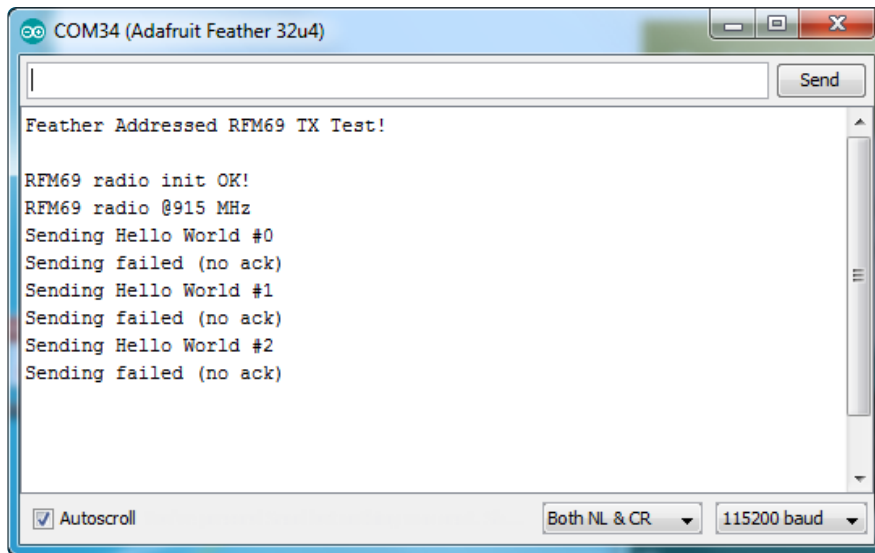 COM34 (Adafruit Feather 32u4)
Send
Feather Addressed RFM69 TX Test!
RFM69 radio init OK!
RFM69 radio @915 MHz
Sending Hello World #0
Sending failed (no ack)
Sending Hello World #1
Sending failed (no ack)
Sending Hello World #2
Sending failed (no ack)
Autoscroll Both NL & CR 115200 baud